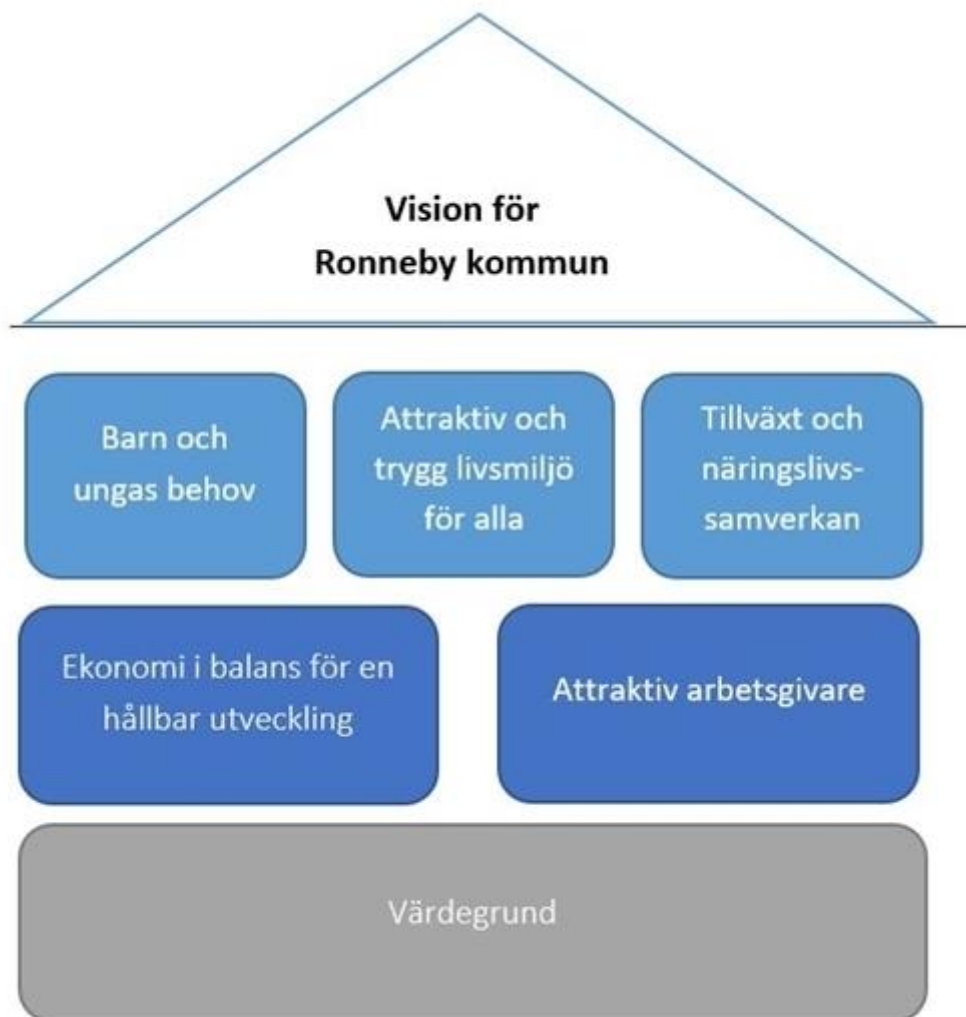 Vision för
Ronneby kommun
Barn och
ungas behov
Attraktiv och
trygg livsmiljö
för alla
Tillväxt och
näringslivs-
samverkan
Ekonomi i balans för en
hållbar utveckling
Attraktiv arbetsgivare
Värdegrund